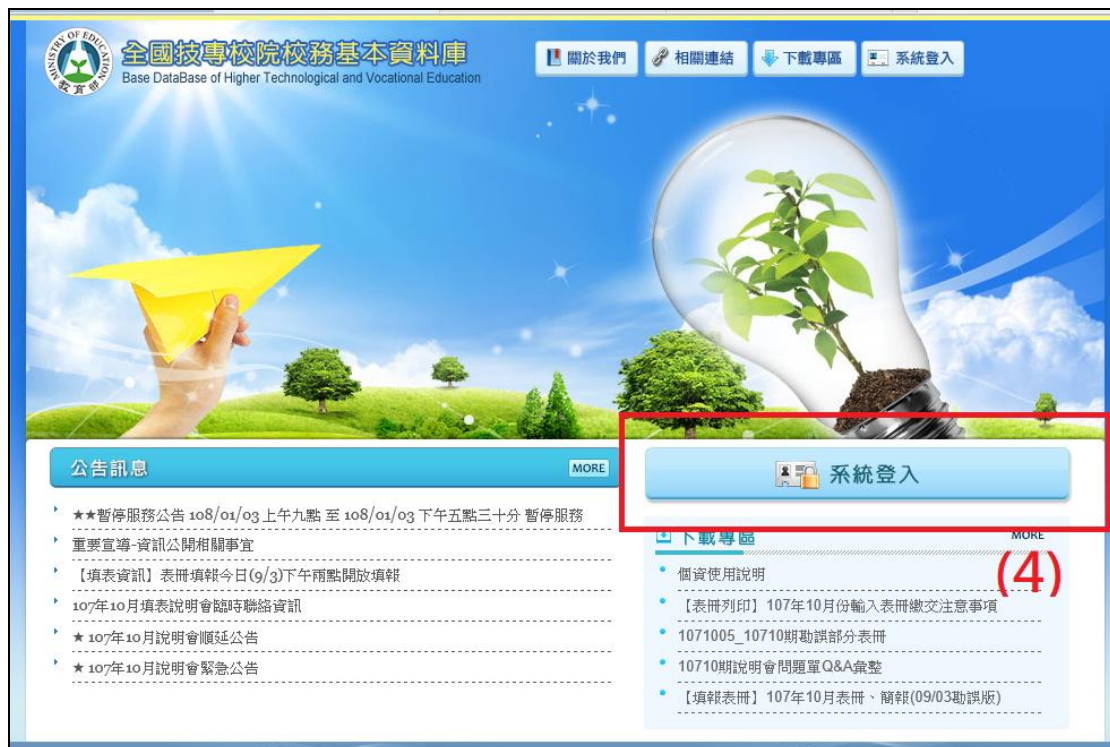 MINISTRY OF EDUCATION
教育部
全國技專校院校務基本資料庫
Base DataBase of Higher Technological and Vocational Education
關於我們
相關連結
下載專區
系統登入
公告訊息
MORE
★★暫停服務公告 108/01/03 上午九點 至 108/01/03 下午五點三十分 暫停服務
重要宣導-資訊公開相關事宜
【填表資訊】表冊填報今日(9/3)下午兩點開放填報
107年10月填表說明會臨時聯絡資訊
★ 107年10月說明會順延公告
★ 107年10月說明會緊急公告
系統登入
下載專區
MORE
(4)
個資使用說明
【表冊列印】107年10月份輸入表冊繳交注意事項
1071005_10710期勘誤部分表冊
10710期說明會問題單Q&A彙整
【填報表冊】107年10月表冊、簡報(09/03勘誤版)